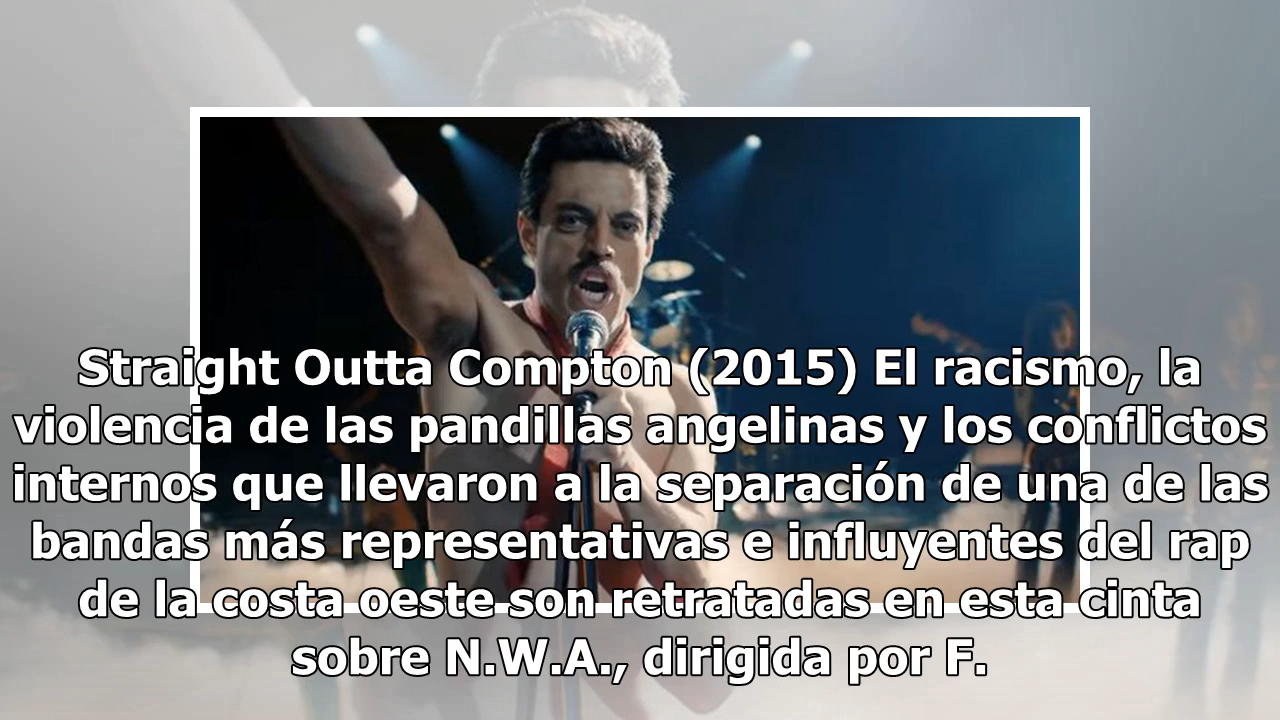 Straight Outta Compton (2015) El racismo, la
violencia de las pandillas angelinas y los conflictos
internos que llevaron a la separación de una de las
bandas más representativas e influyentes del rap
de la costa oeste son retratadas en esta cinta
sobre N.W.A., dirigida por F.